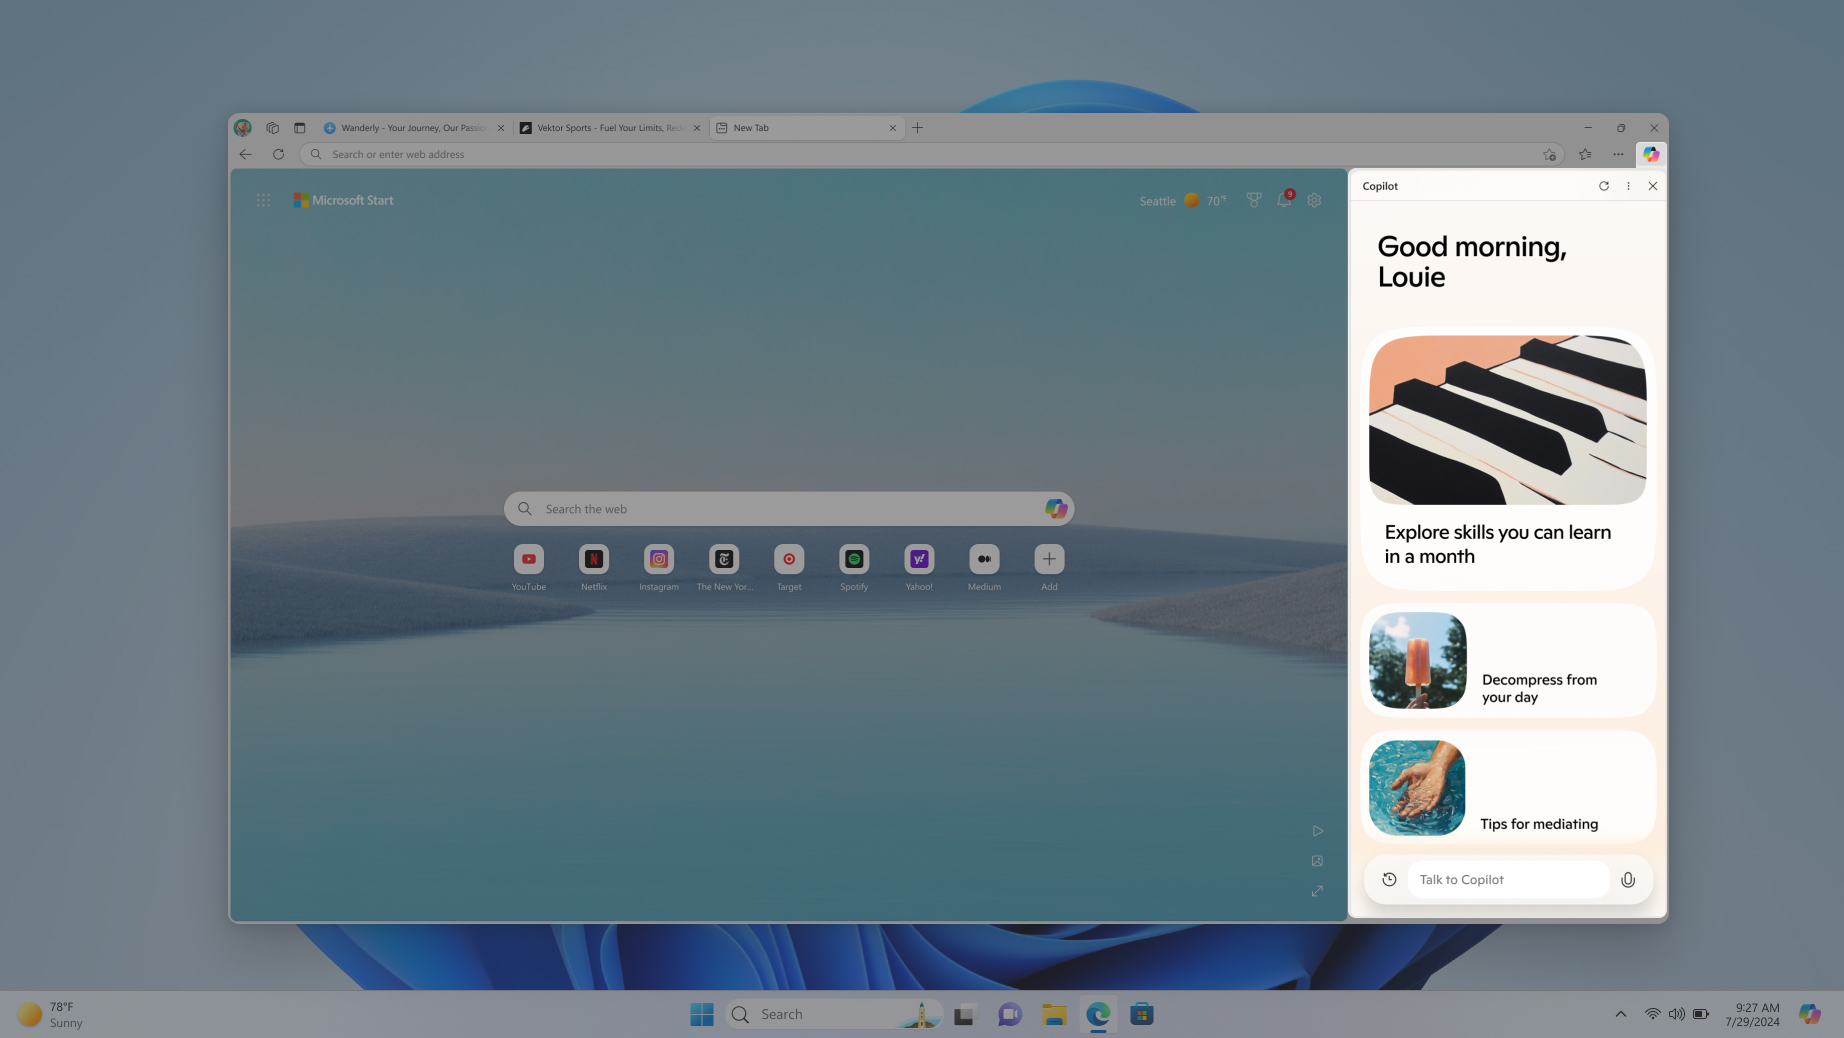 Wanderly - Your Journey, Our Passio
Vektor Sports - Fuel Your Limits, Red
New Tab
Search or enter web address
Microsoft Start
Seattle
70°F
9
Copilot
Good morning,
Louie
Explore skills you can learn
in a month
Decompress from
your day
Tips for mediating
Talk to Copilot
Search the web
YouTube
Netflix
Instagram
The New Yor...
Target
Spotify
Yahoo!
Medium
Add
78°F
Sunny
Search
9:27 AM
7/29/2024